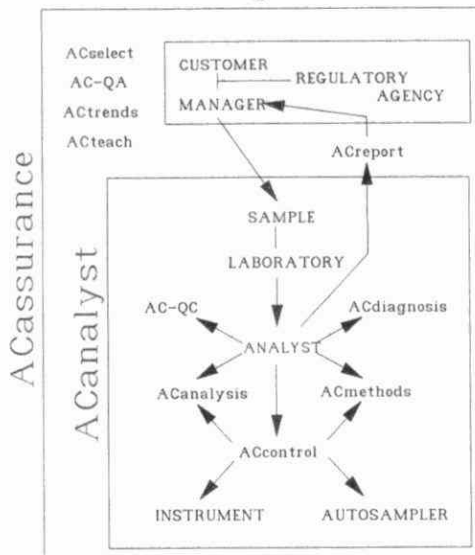 ACassurance
ACanalyst
ACselect
AC-QA
ACtrends
ACteach
CUSTOMER
REGULATORY
AGENCY
MANAGER
ACreport
SAMPLE
LABORATORY
AC-QC
ACdiagnosis
ANALYST
ACanalysis
ACmethods
ACcontrol
INSTRUMENT
AUTOSAMPLER